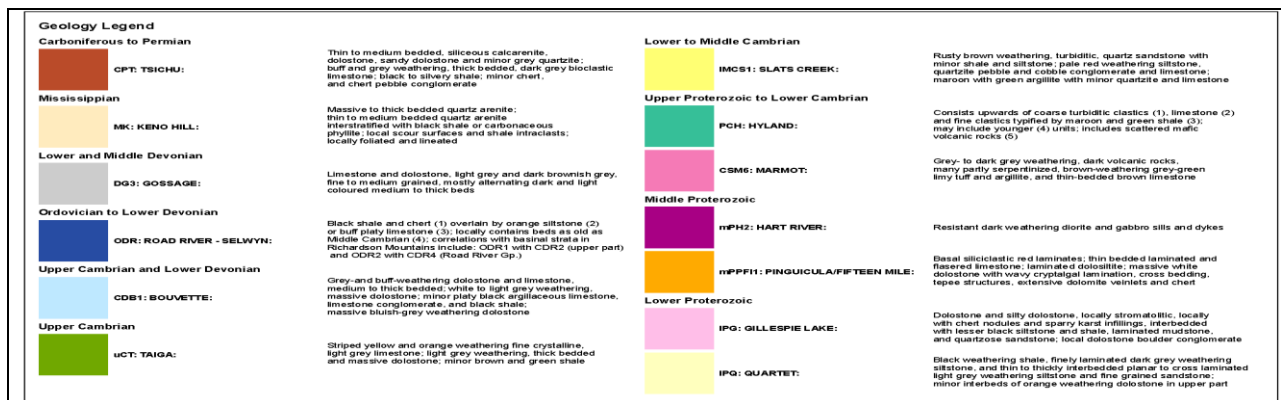 Geology Legend
Carboniferous to Permian
CPT: TSICHU:
Thin to medium bedded, siliceous calcarenite,
dolostone, sandy dolostone and minor grey quartzite;
buff and grey weathering, thick bedded, dark grey bioclastic
limestone; black to silvery shale; minor chert,
and chert pebble conglomerate
Mississippian
MK: KENO HILL:
Massive to thick bedded quartz arenite;
thin to medium bedded quartz arenite
interstratified with black shale or carbonaceous
phyllite; local scour surfaces and shale intraclasts;
locally foliated and lineated
Lower and Middle Devonian
DG3: GOSSAGE:
Limestone and dolostone, light grey and dark brownish grey,
fine to medium grained, mostly alternating dark and light
coloured medium to thick beds
Ordovician to Lower Devonian
ODR: ROAD RIVER - SELWYN:
Black shale and chert (1) overlain by orange siltstone (2)
or buff platy limestone (3); locally contains beds as old as
Middle Cambrian (4); correlations with basinal strata in
Richardson Mountains include: ODR1 with CDR2 (upper part)
and ODR2 with CDR4 (Road River Gp.)
Upper Cambrian and Lower Devonian
CDB1: BOUVETTE:
Grey-and buff-weathering dolostone and limestone,
medium to thick bedded; white to light grey weathering,
massive dolostone; minor platy black argillaceous limestone,
limestone conglomerate, and black shale;
massive bluish-grey weathering dolostone
Upper Cambrian
uCT: TAIGA:
Striped yellow and orange weathering fine crystalline,
light grey limestone; light grey weathering, thick bedded
and massive dolostone; minor brown and green shale
Lower to Middle Cambrian
IMCS1: SLATS CREEK:
Rusty brown weathering, turbiditic, quartz sandstone with
minor shale and siltstone; pale red weathering siltstone,
quartzite pebble and cobble conglomerate and limestone;
maroon with green argillite with minor quartzite and limestone
Upper Proterozoic to Lower Cambrian
PCH: HYLAND:
Consists upwards of coarse turbiditic clastics (1), limestone (2)
and fine clastics typified by maroon and green shale (3);
may include younger (4) units; includes scattered mafic
volcanic rocks (5)
CSM6: MARMOT:
Grey- to dark grey weathering, dark volcanic rocks,
many partly serpentinized, brown-weathering grey-green
limy tuff and argillite, and thin-bedded brown limestone
Middle Proterozoic
mPH2: HART RIVER:
Resistant dark weathering diorite and gabbro sills and dykes
mPPFI1: PINGUICULA/FIFTEEN MILE:
Basal siliciclastic red laminates; thin bedded laminated and
flasered limestone; laminated dolosiltite; massive white
dolostone with wavy cryptalgal lamination, cross bedding,
tepee structures, extensive dolomite veinlets and chert
Lower Proterozoic
IPG: GILLESPIE LAKE:
Dolostone and silty dolostone, locally stromatolitic, locally
with chert nodules and sparry karst infillings, interbedded
with lesser black siltstone and shale, laminated mudstone,
and quartzose sandstone; local dolostone boulder conglomerate
IPQ: QUARTET:
Black weathering shale, finely laminated dark grey weathering
siltstone, and thin to thickly interbedded planar to cross laminated
light grey weathering siltstone and fine grained sandstone;
minor interbeds of orange weathering dolostone in upper part